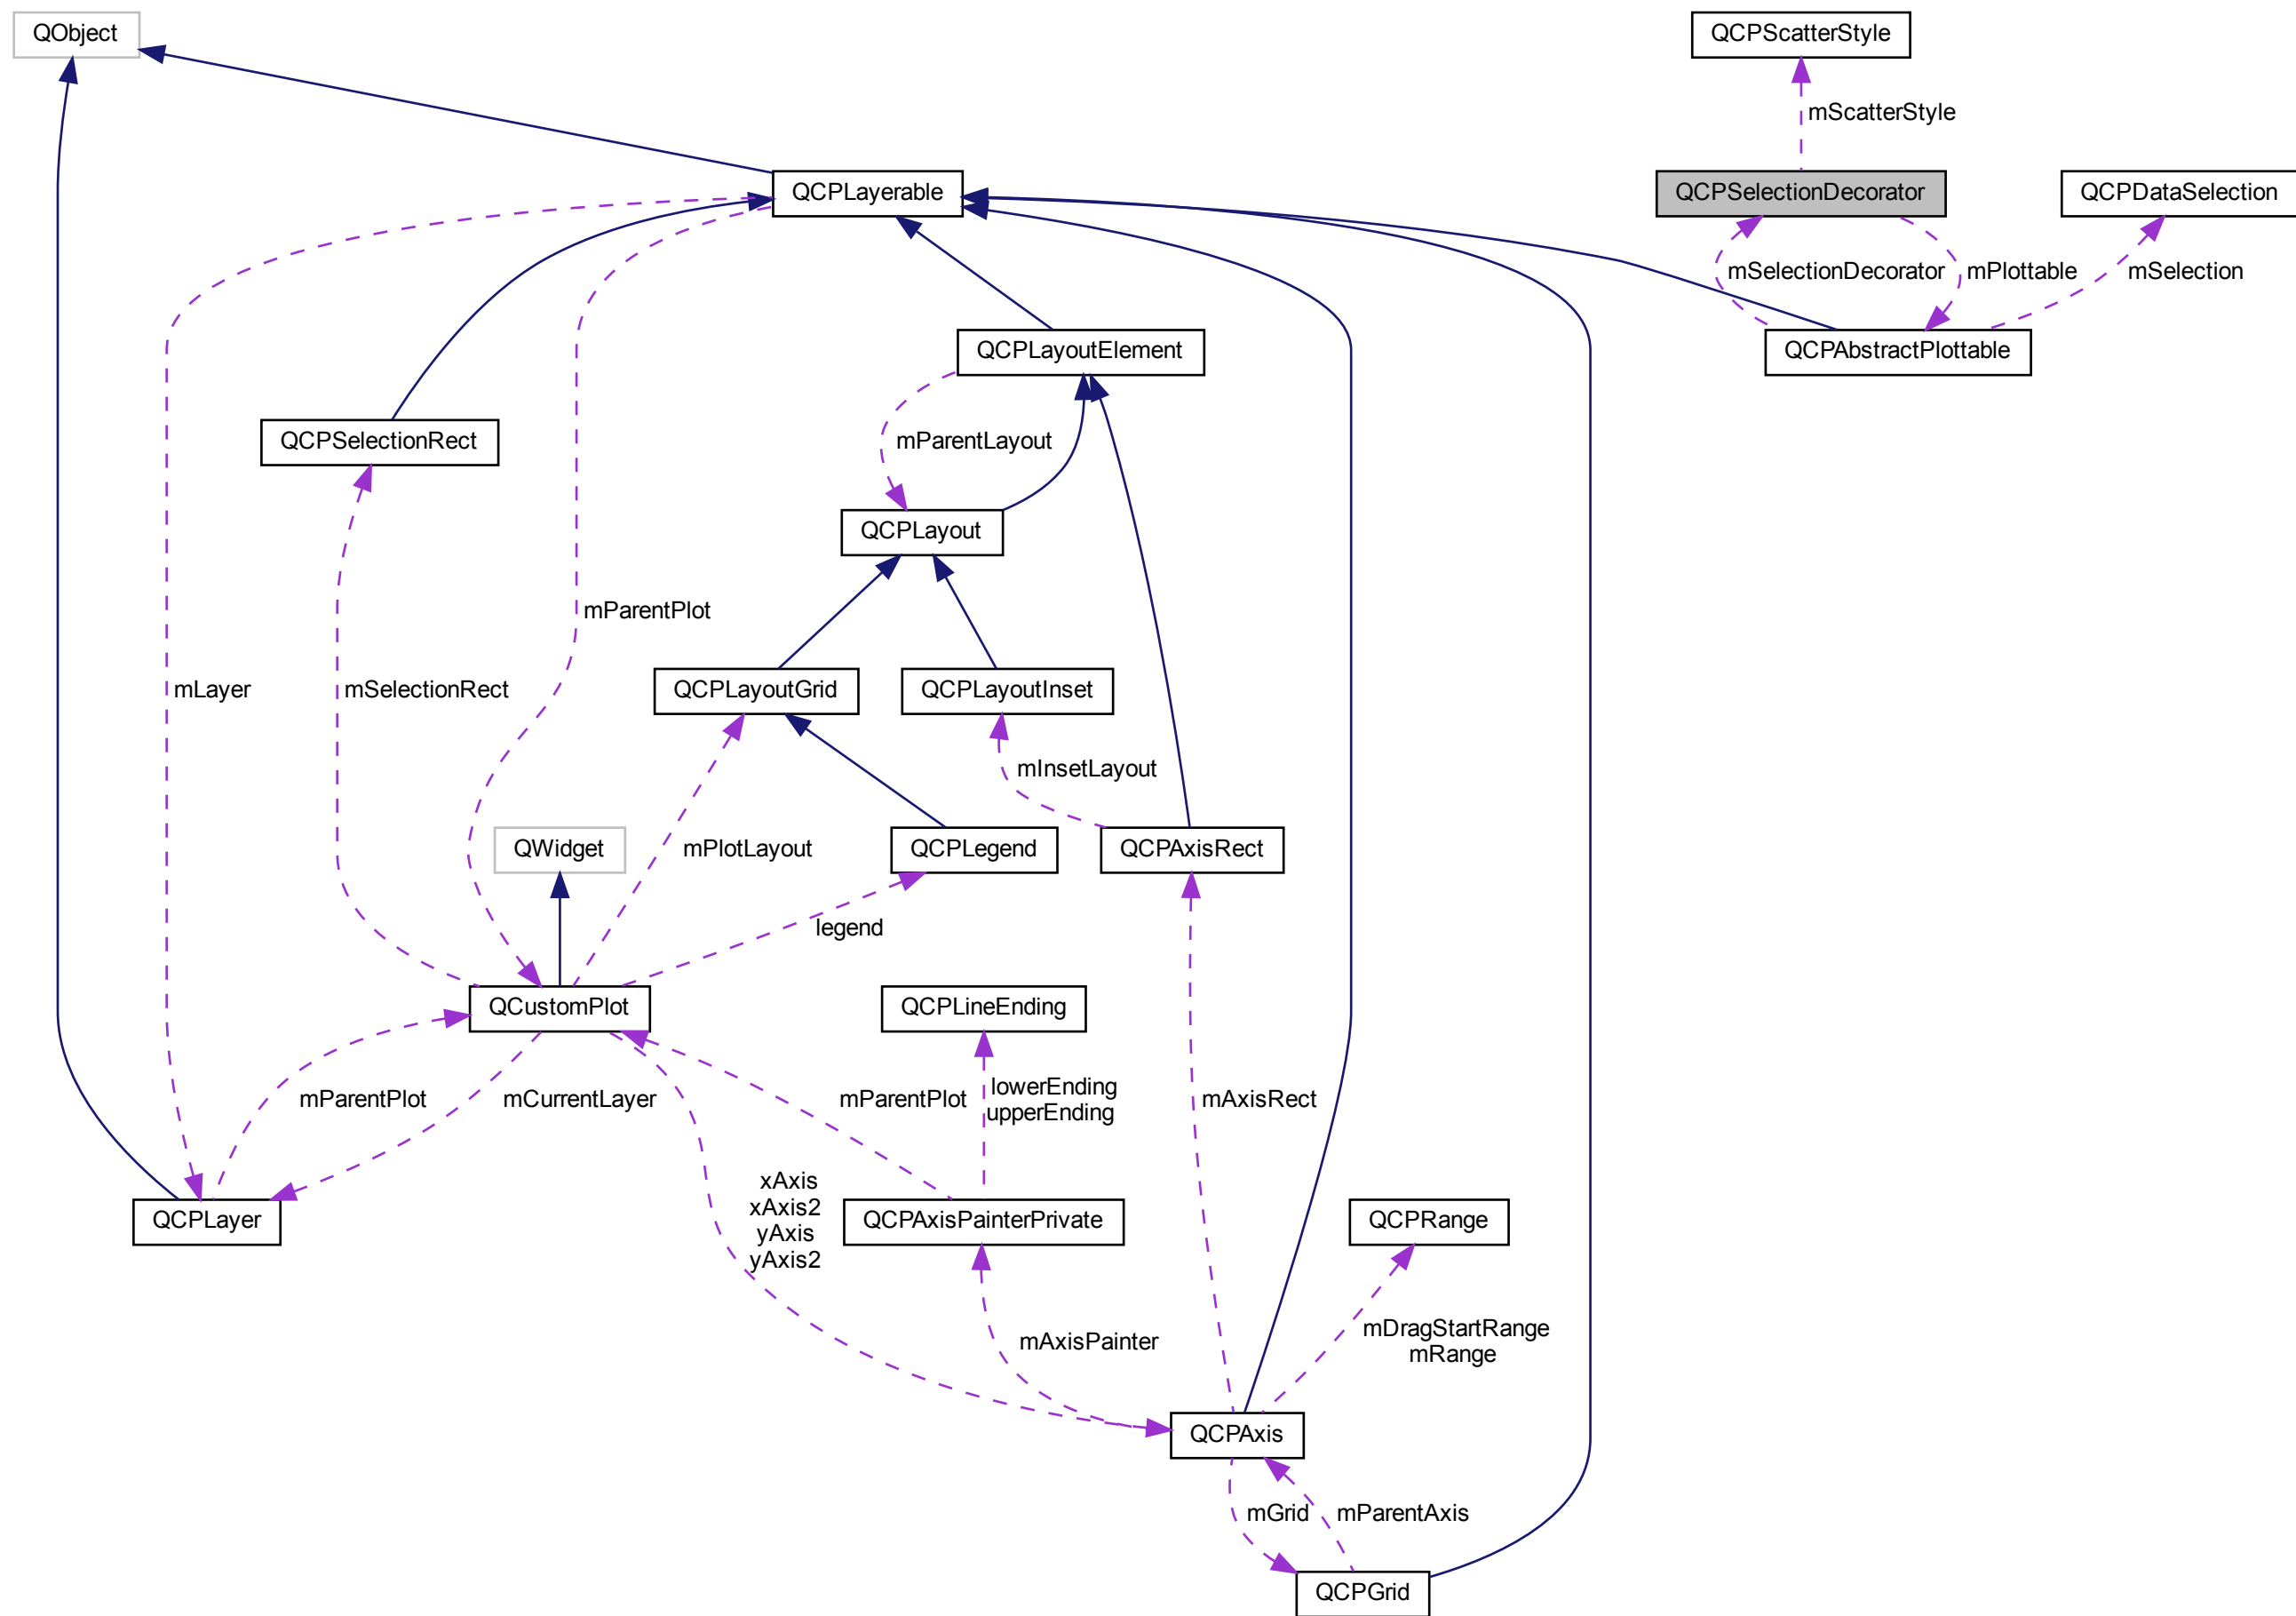 QObject
QCPScatterStyle
mScatterStyle
QCPLayerable
QCPSelectionDecorator
QCPDataSelection
mSelectionDecorator
mPlottable
mSelection
QCPLayoutElement
QCPAbstractPlottable
QCPSelectionRect
mParentLayout
QCPLayout
mParentPlot
mLayer
mSelectionRect
QCPLayoutGrid
QCPLayoutInset
mInsetLayout
QWidget
mPlotLayout
QCPLegend
QCPAxisRect
legend
QCustomPlot
QCPLineEnding
mParentPlot
mCurrentLayer
mParentPlot
lowerEnding
upperEnding
mAxisRect
xAxis
xAxis2
yAxis
yAxis2
QCPLayer
QCPAxisPainterPrivate
QCPRange
mAxisPainter
mDragStartRange
mRange
QCPAxis
mGrid
mParentAxis
QCPGrid